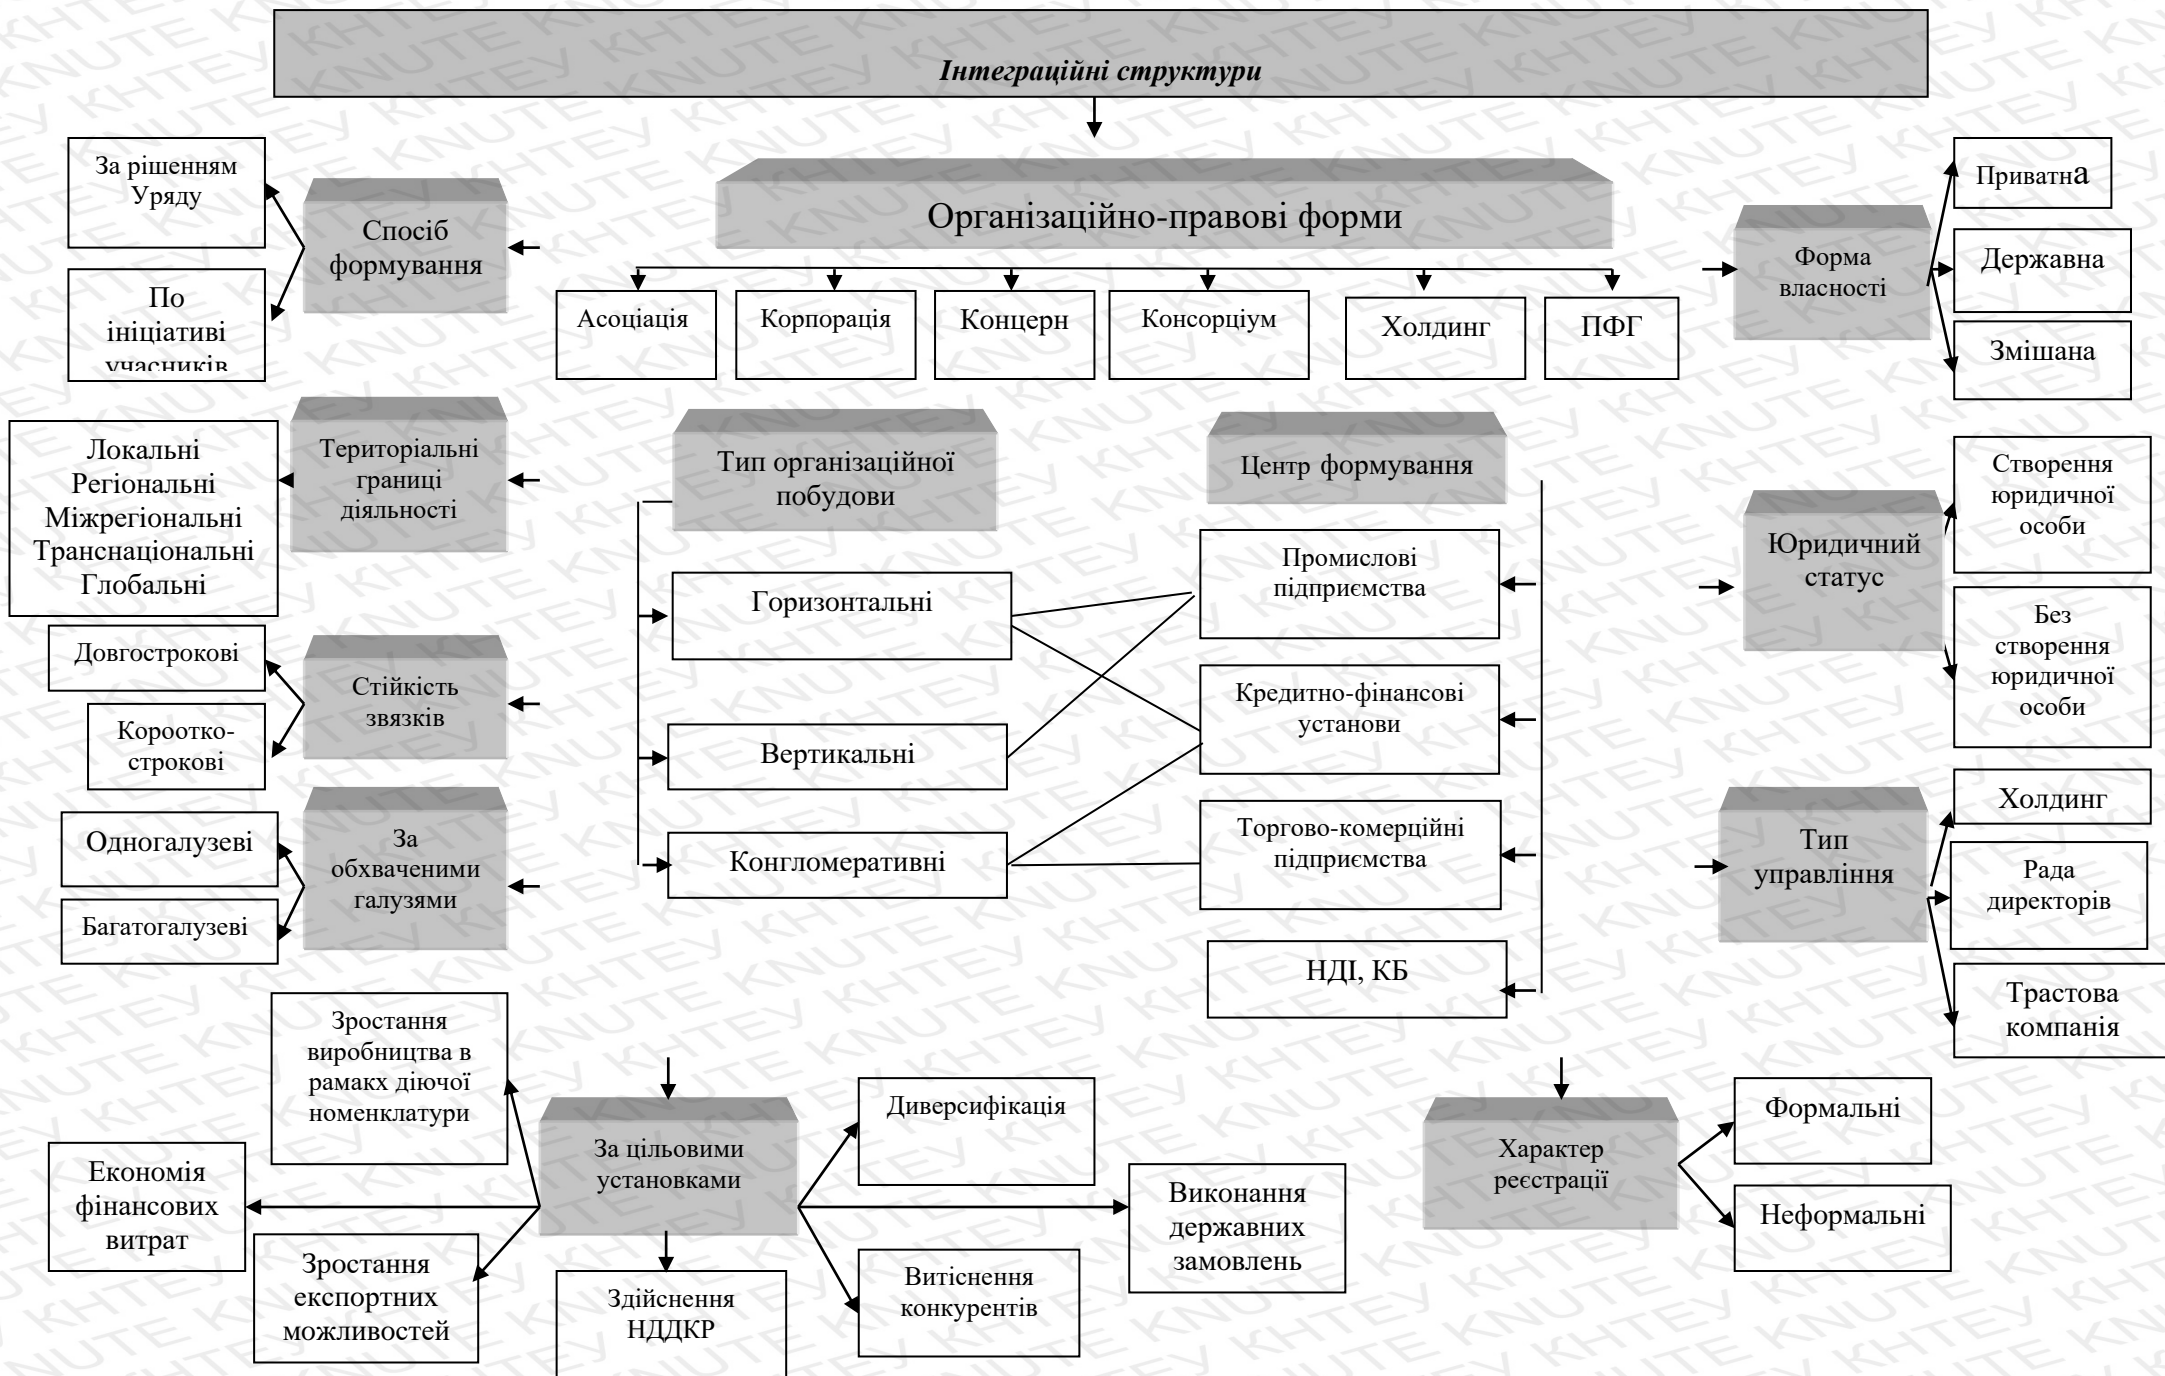 Інтеграційні структури
За рішенням
Уряду
По
ініціативі
учасників
Спосіб
формування
Організаційно-правові форми
Асоціація
Корпорація
Концерн
Консорціум
Холдинг
ПФГ
Форма
власності
Приватна
Державна
Змішана
Локальні
Регіональні
Міжрегіональні
Транснаціональні
Глобальні
Територіальні
границі
діяльності
Тип організаційної
побудови
Центр формування
Юридичний
статус
Створення
юридичної
особи
Без
створення
юридичної
особи
Горизонтальні
Вертикальні
Конгломеративні
Промислові
підприємства
Кредитно-фінансові
установи
Торгово-комерційні
підприємства
НДІ, КБ
Довгострокові
Короотко-
строкові
Стійкість
звязків
Одногалузеві
Багатогалузеві
За
обхваченими
галузями
Тип
управління
Холдинг
Рада
директорів
Трастова
компанія
Зростання
виробництва в
рамакх діючої
номенклатури
Економія
фінансових
витрат
Зростання
експортних
можливостей
За цільовими
установками
Здійснення
НДДКР
Диверсифікація
Виконання
державних
замовлень
Витіснення
конкурентів
Характер
реєстрації
Формальні
Неформальні